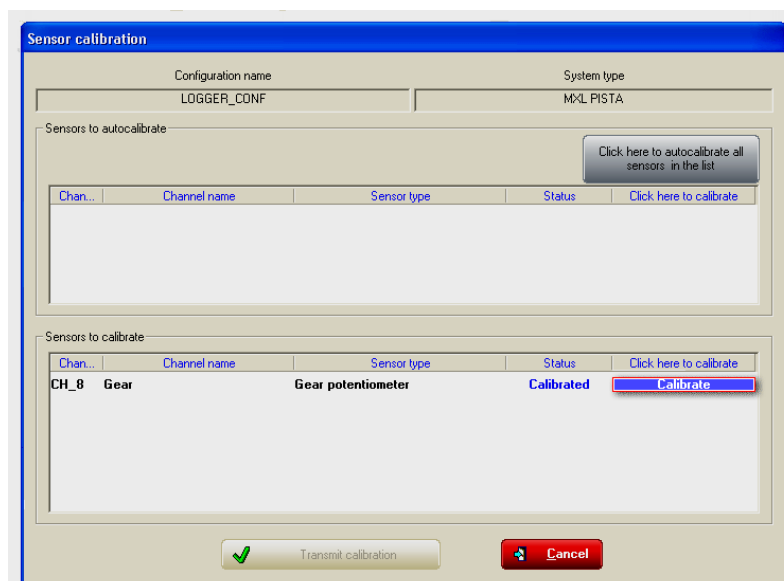 Sensor calibration
Configuration name System type
LOGGER_CONF MXL PISTA
Sensors to autocalibrate
Click here to autocalibrate all
sensors in the list
Chan... Channel name Sensor type Status Click here to calibrate
Sensors to calibrate
Chan... Channel name Sensor type Status Click here to calibrate
CH_8 Gear Gear potentiometer Calibrated Calibrate
Transmit calibration Cancel